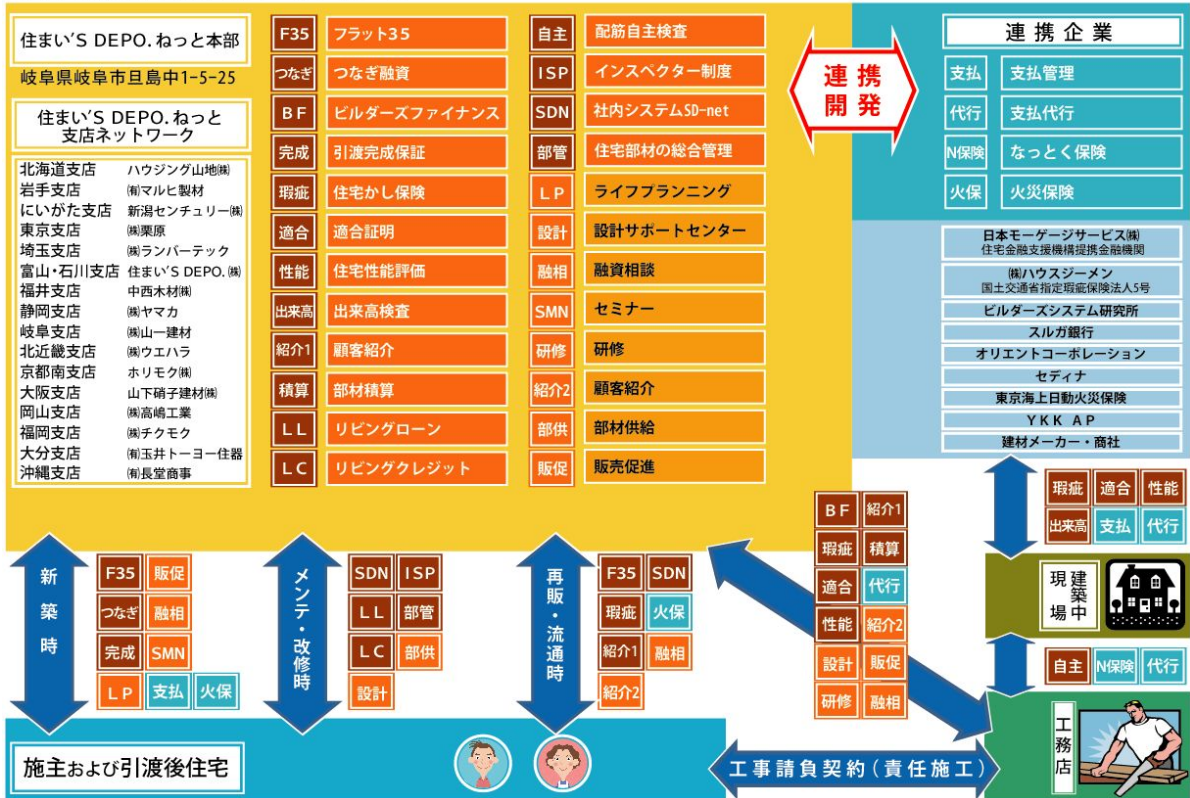 住まい'S DEPO.ねっと本部
岐阜県岐阜市旦島中1-5-25
住まい'S DEPO.ねっと
支店ネットワーク
北海道支店 ハウジング山地㈱
岩手支店 ㈲マルヒ製材
にいがた支店 新潟センチュリー㈱
東京支店 ㈱栗原
埼玉支店 ㈱ランバーテック
富山・石川支店 住まい'S DEPO.㈱
福井支店 中西木材㈱
静岡支店 ㈱ヤマカ
岐阜支店 ㈱山一建材
北近畿支店 ㈱ウエハラ
京都南支店 ホリモク㈱
大阪支店 山下硝子建材㈱
岡山支店 ㈱高嶋工業
福岡支店 ㈱チクモク
大分支店 ㈲玉井トーヨー住器
沖縄支店 ㈲長堂商事
F35 フラット35
つなぎ つなぎ融資
BF ビルダーズファイナンス
完成 引渡完成保証
瑕疵 住宅かし保険
適合 適合証明
性能 住宅性能評価
出来高 出来高検査
紹介1 顧客紹介
積算 部材積算
LL リビングローン
LC リビングクレジット
自主 配筋自主検査
ISP インスペクター制度
SDN 社内システムSD-net
部管 住宅部材の総合管理
LP ライフプランニング
設計 設計サポートセンター
融相 融資相談
SMN セミナー
研修 研修
紹介2 顧客紹介
部供 部材供給
販促 販売促進
連携
開発
連携企業
支払 支払管理
代行 支払代行
N保険 なっとく保険
火保 火災保険
日本モーゲージサービス㈱
住宅金融支援機構提携金融機関
㈱ハウスジーメン
国土交通省指定瑕疵保険法人5号
ビルダーズシステム研究所
スルガ銀行
オリエントコーポレーション
セディナ
東京海上日動火災保険
YKK AP
建材メーカー・商社
新築時
F35 販促
つなぎ 融相
完成 SMN
LP 支払 火保
メンテ・改修時
SDN ISP
LL 部管
LC 部供
設計
再販・流通時
F35 SDN
瑕疵 火保
紹介1 融相
紹介2
BF 紹介1
瑕疵 積算
適合 代行
性能 紹介2
設計 販促
研修 融相
瑕疵 適合 性能
出来高 支払 代行
建築中
現場
自主 N保険 代行
工務店
施主および引渡後住宅
工事請負契約(責任施工)